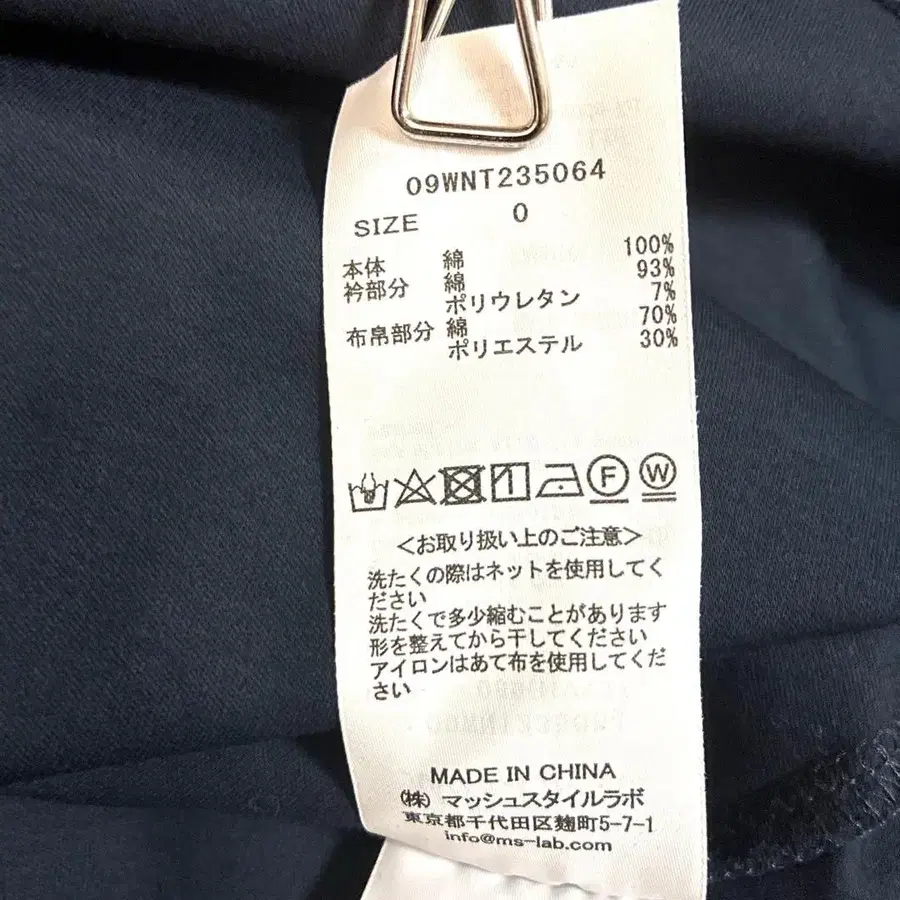 09WNT235064
SIZE 0
本体 綿 100%
衿部分 綿 93%
ポリウレタン 7%
布帛部分 綿 70%
ポリエステル 30%
F W
<お取り扱い上のご注意>
洗たくの際はネットを使用してく
ださい
洗たくで多少縮むことがあります
形を整えてから干してください
アイロンはあて布を使用してくだ
さい
MADE IN CHINA
(株) マッシュスタイルラボ
東京都千代田区麹町5-7-1
info@ms-lab.com